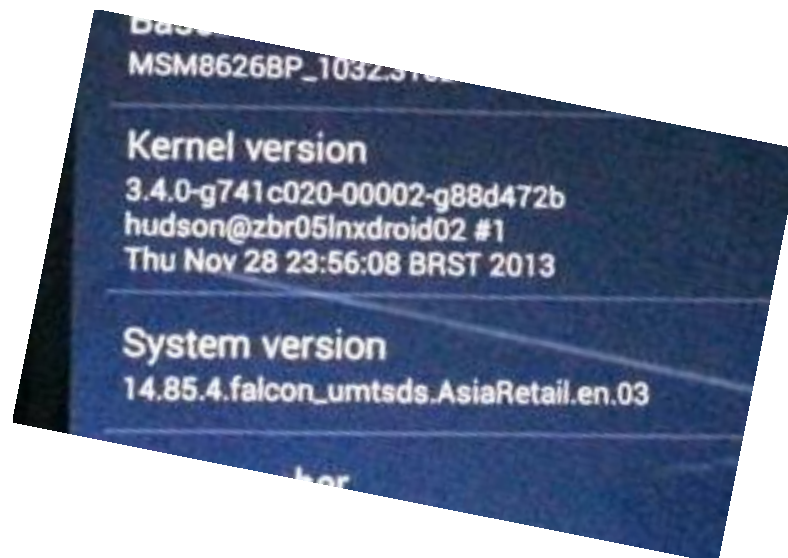 Kernel version
3.4.0-g741c020-00002-g88d472b
hudson@zbr05lnxdroid02 #1
Thu Nov 28 23:56:08 BRST 2013
System version
14.85.4.falcon_umtsds.AsiaRetail.en.03